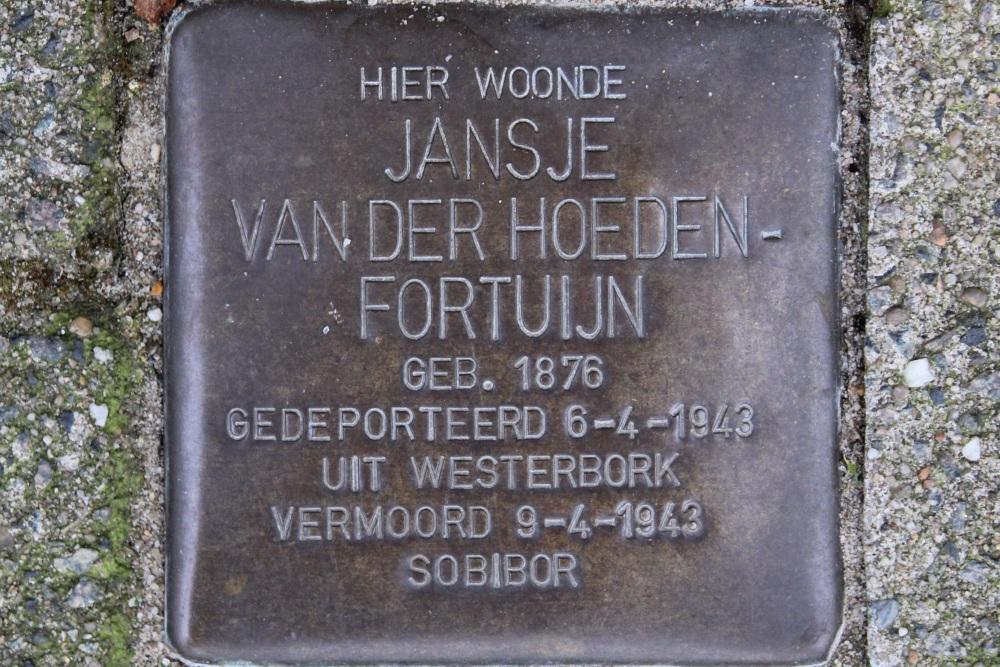 HIER WOONDE
JANSJE
VAN DER HOEDEN-
FORTUIJN
GEB. 1876
GEDEPORTEERD 6-4-1943
UIT WESTERBORK
VERMOORD 9-4-1943
SOBIBOR